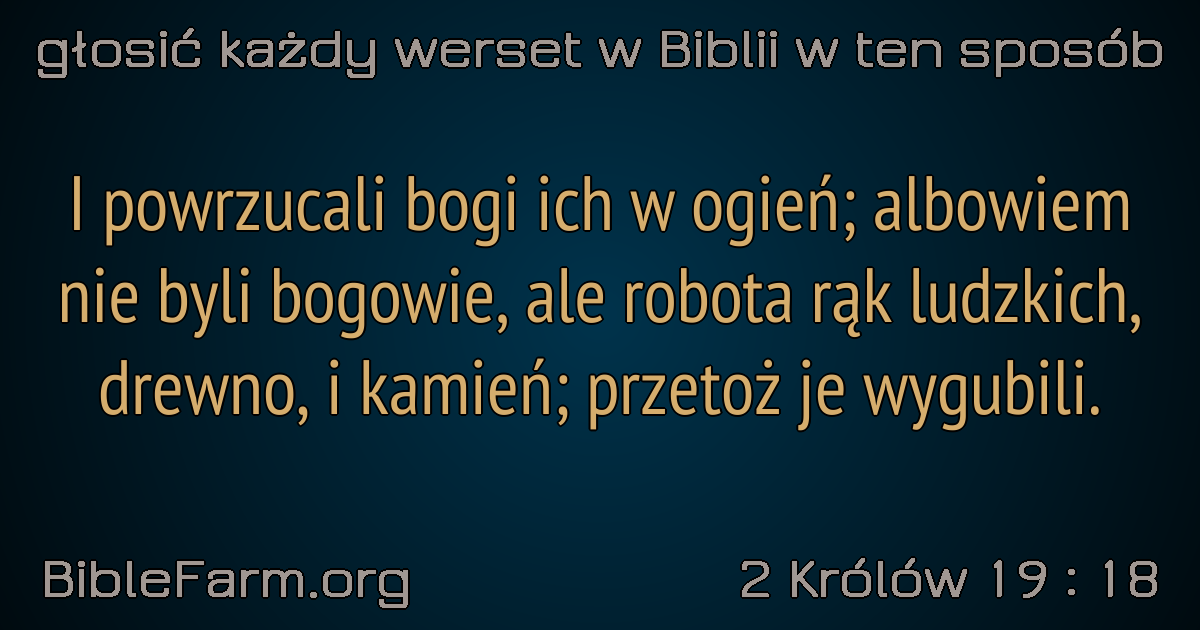 głosić każdy werset w Biblii w ten sposób
I powrzucali bogi ich w ogień; albowiem
nie byli bogowie, ale robota rąk ludzkich,
drewno, i kamień; przetoż je wygubili.
BibleFarm.org
2 Królów 19 : 18